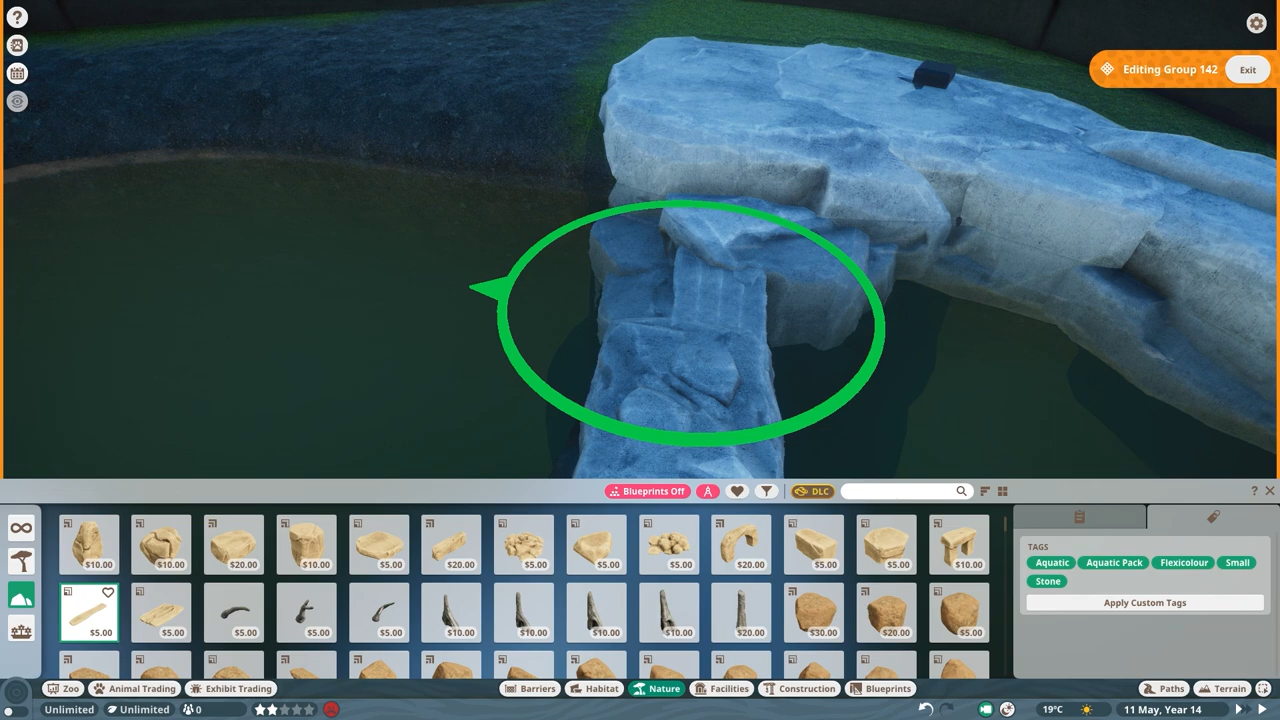 ?
Editing Group 142
Exit
Blueprints Off
DLC
?
$10.00 $10.00 $20.00 $10.00 $5.00 $20.00 $5.00 $5.00 $5.00 $20.00 $5.00 $5.00 $10.00
$5.00 $5.00 $5.00 $5.00 $5.00 $10.00 $10.00 $10.00 $10.00 $20.00 $30.00 $20.00 $5.00
TAGS
Aquatic Aquatic Pack Flexicolour Small
Stone
Apply Custom Tags
Zoo Animal Trading Exhibit Trading Barriers Habitat Nature Facilities Construction Blueprints Paths Terrain
Unlimited Unlimited 0 19°C 11 May, Year 14